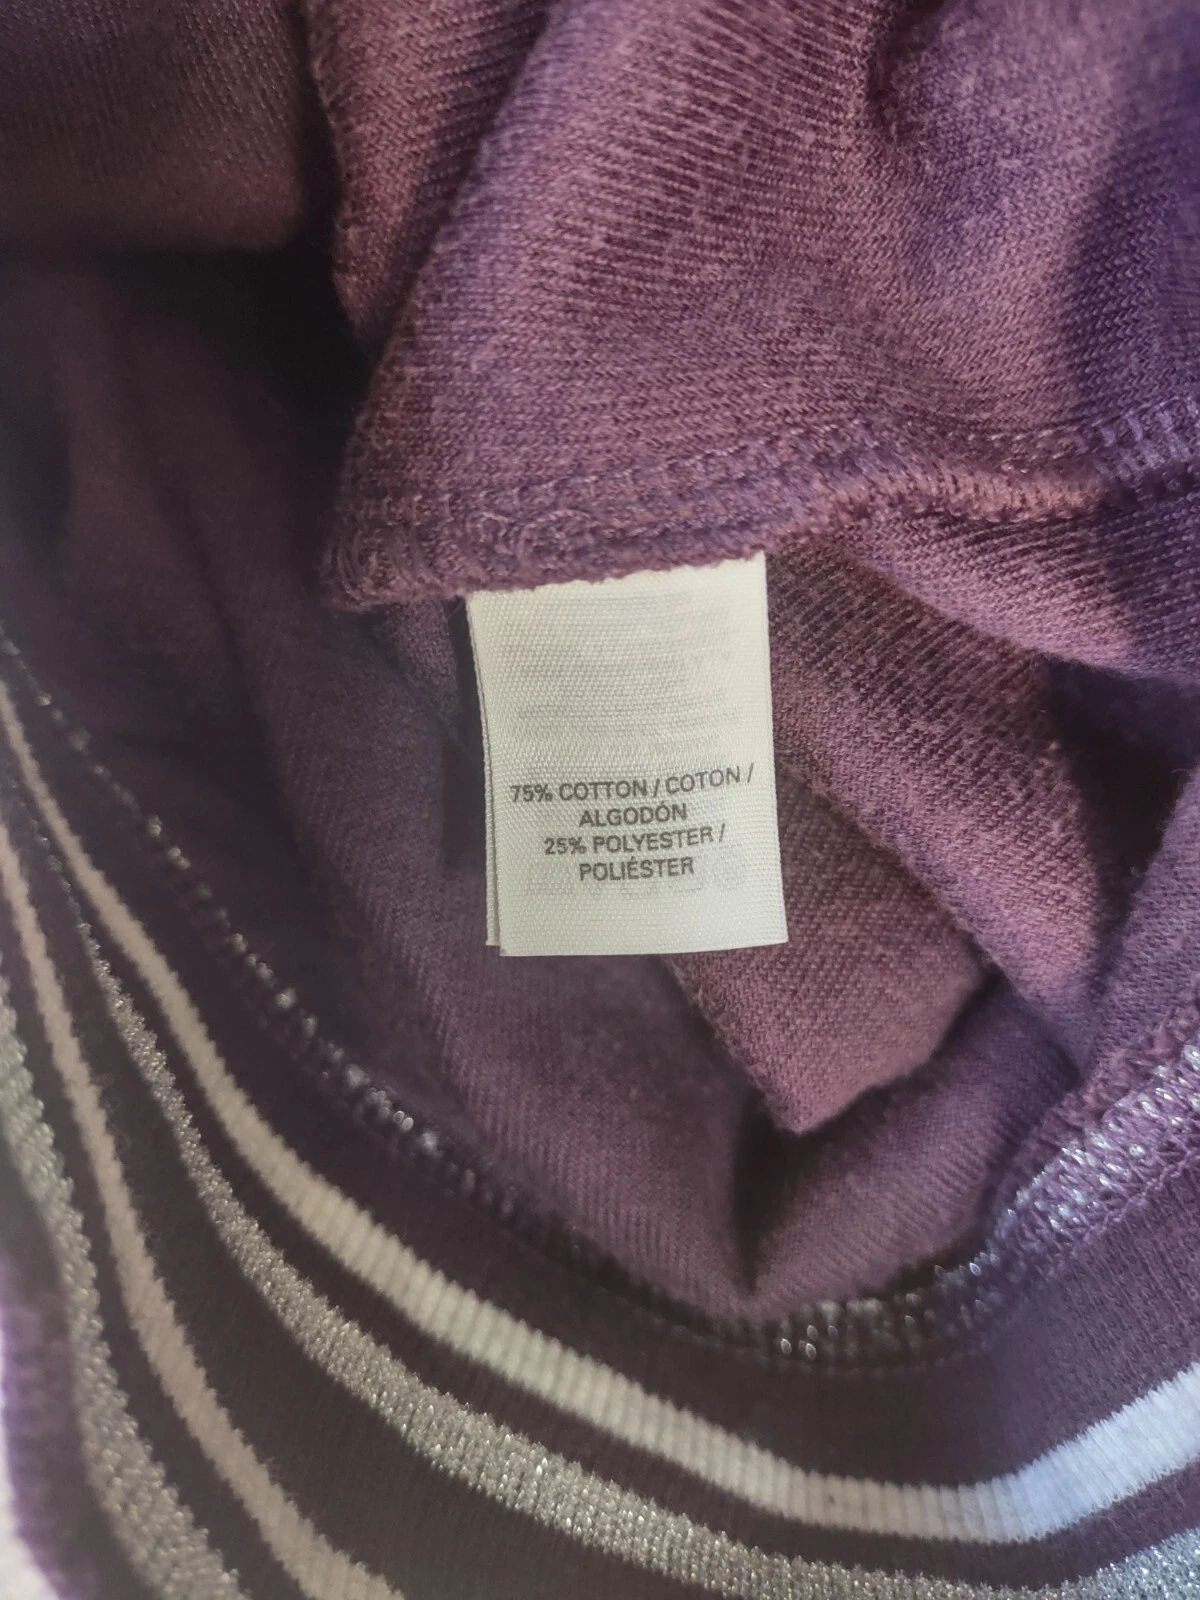 75% COTTON / COTON /
ALGODÓN
25% POLYESTER /
POLIÉSTER